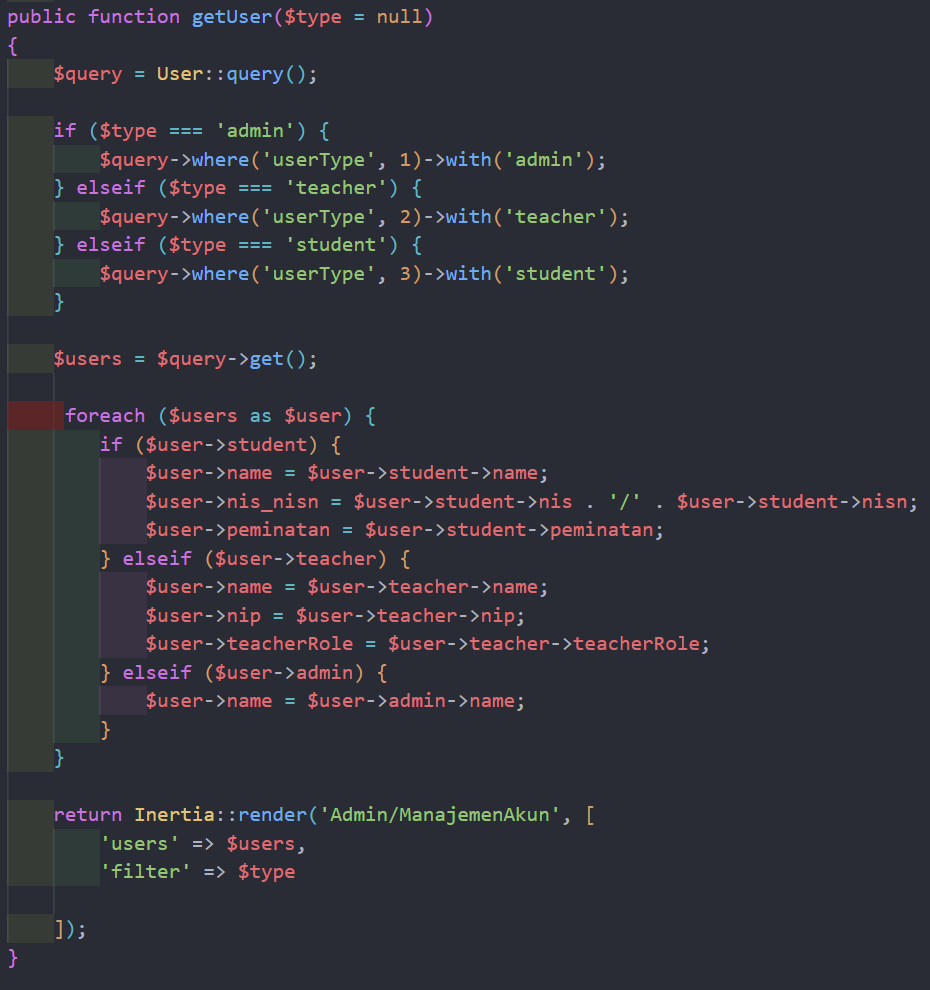 public function getUser($type = null)
{
    $query = User::query();

    if ($type === 'admin') {
        $query->where('userType', 1)->with('admin');
    } elseif ($type === 'teacher') {
        $query->where('userType', 2)->with('teacher');
    } elseif ($type === 'student') {
        $query->where('userType', 3)->with('student');
    }

    $users = $query->get();

     foreach ($users as $user) {
        if ($user->student) {
            $user->name = $user->student->name;
            $user->nis_nisn = $user->student->nis . '/' . $user->student->nisn;
            $user->peminatan = $user->student->peminatan;
        } elseif ($user->teacher) {
            $user->name = $user->teacher->name;
            $user->nip = $user->teacher->nip;
            $user->teacherRole = $user->teacher->teacherRole;
        } elseif ($user->admin) {
            $user->name = $user->admin->name;
        }
    }

    return Inertia::render('Admin/ManajemenAkun', [
        'users' => $users,
        'filter' => $type

    ]);
}